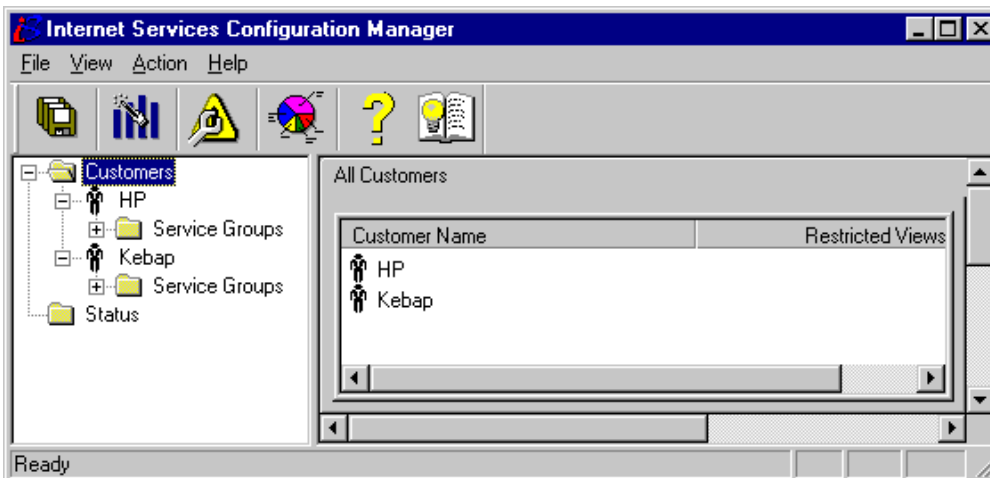 Internet Services Configuration Manager
File View Action Help
Customers
HP
Service Groups
Kebap
Service Groups
Status
All Customers
Customer Name Restricted Views
HP
Kebap
Ready